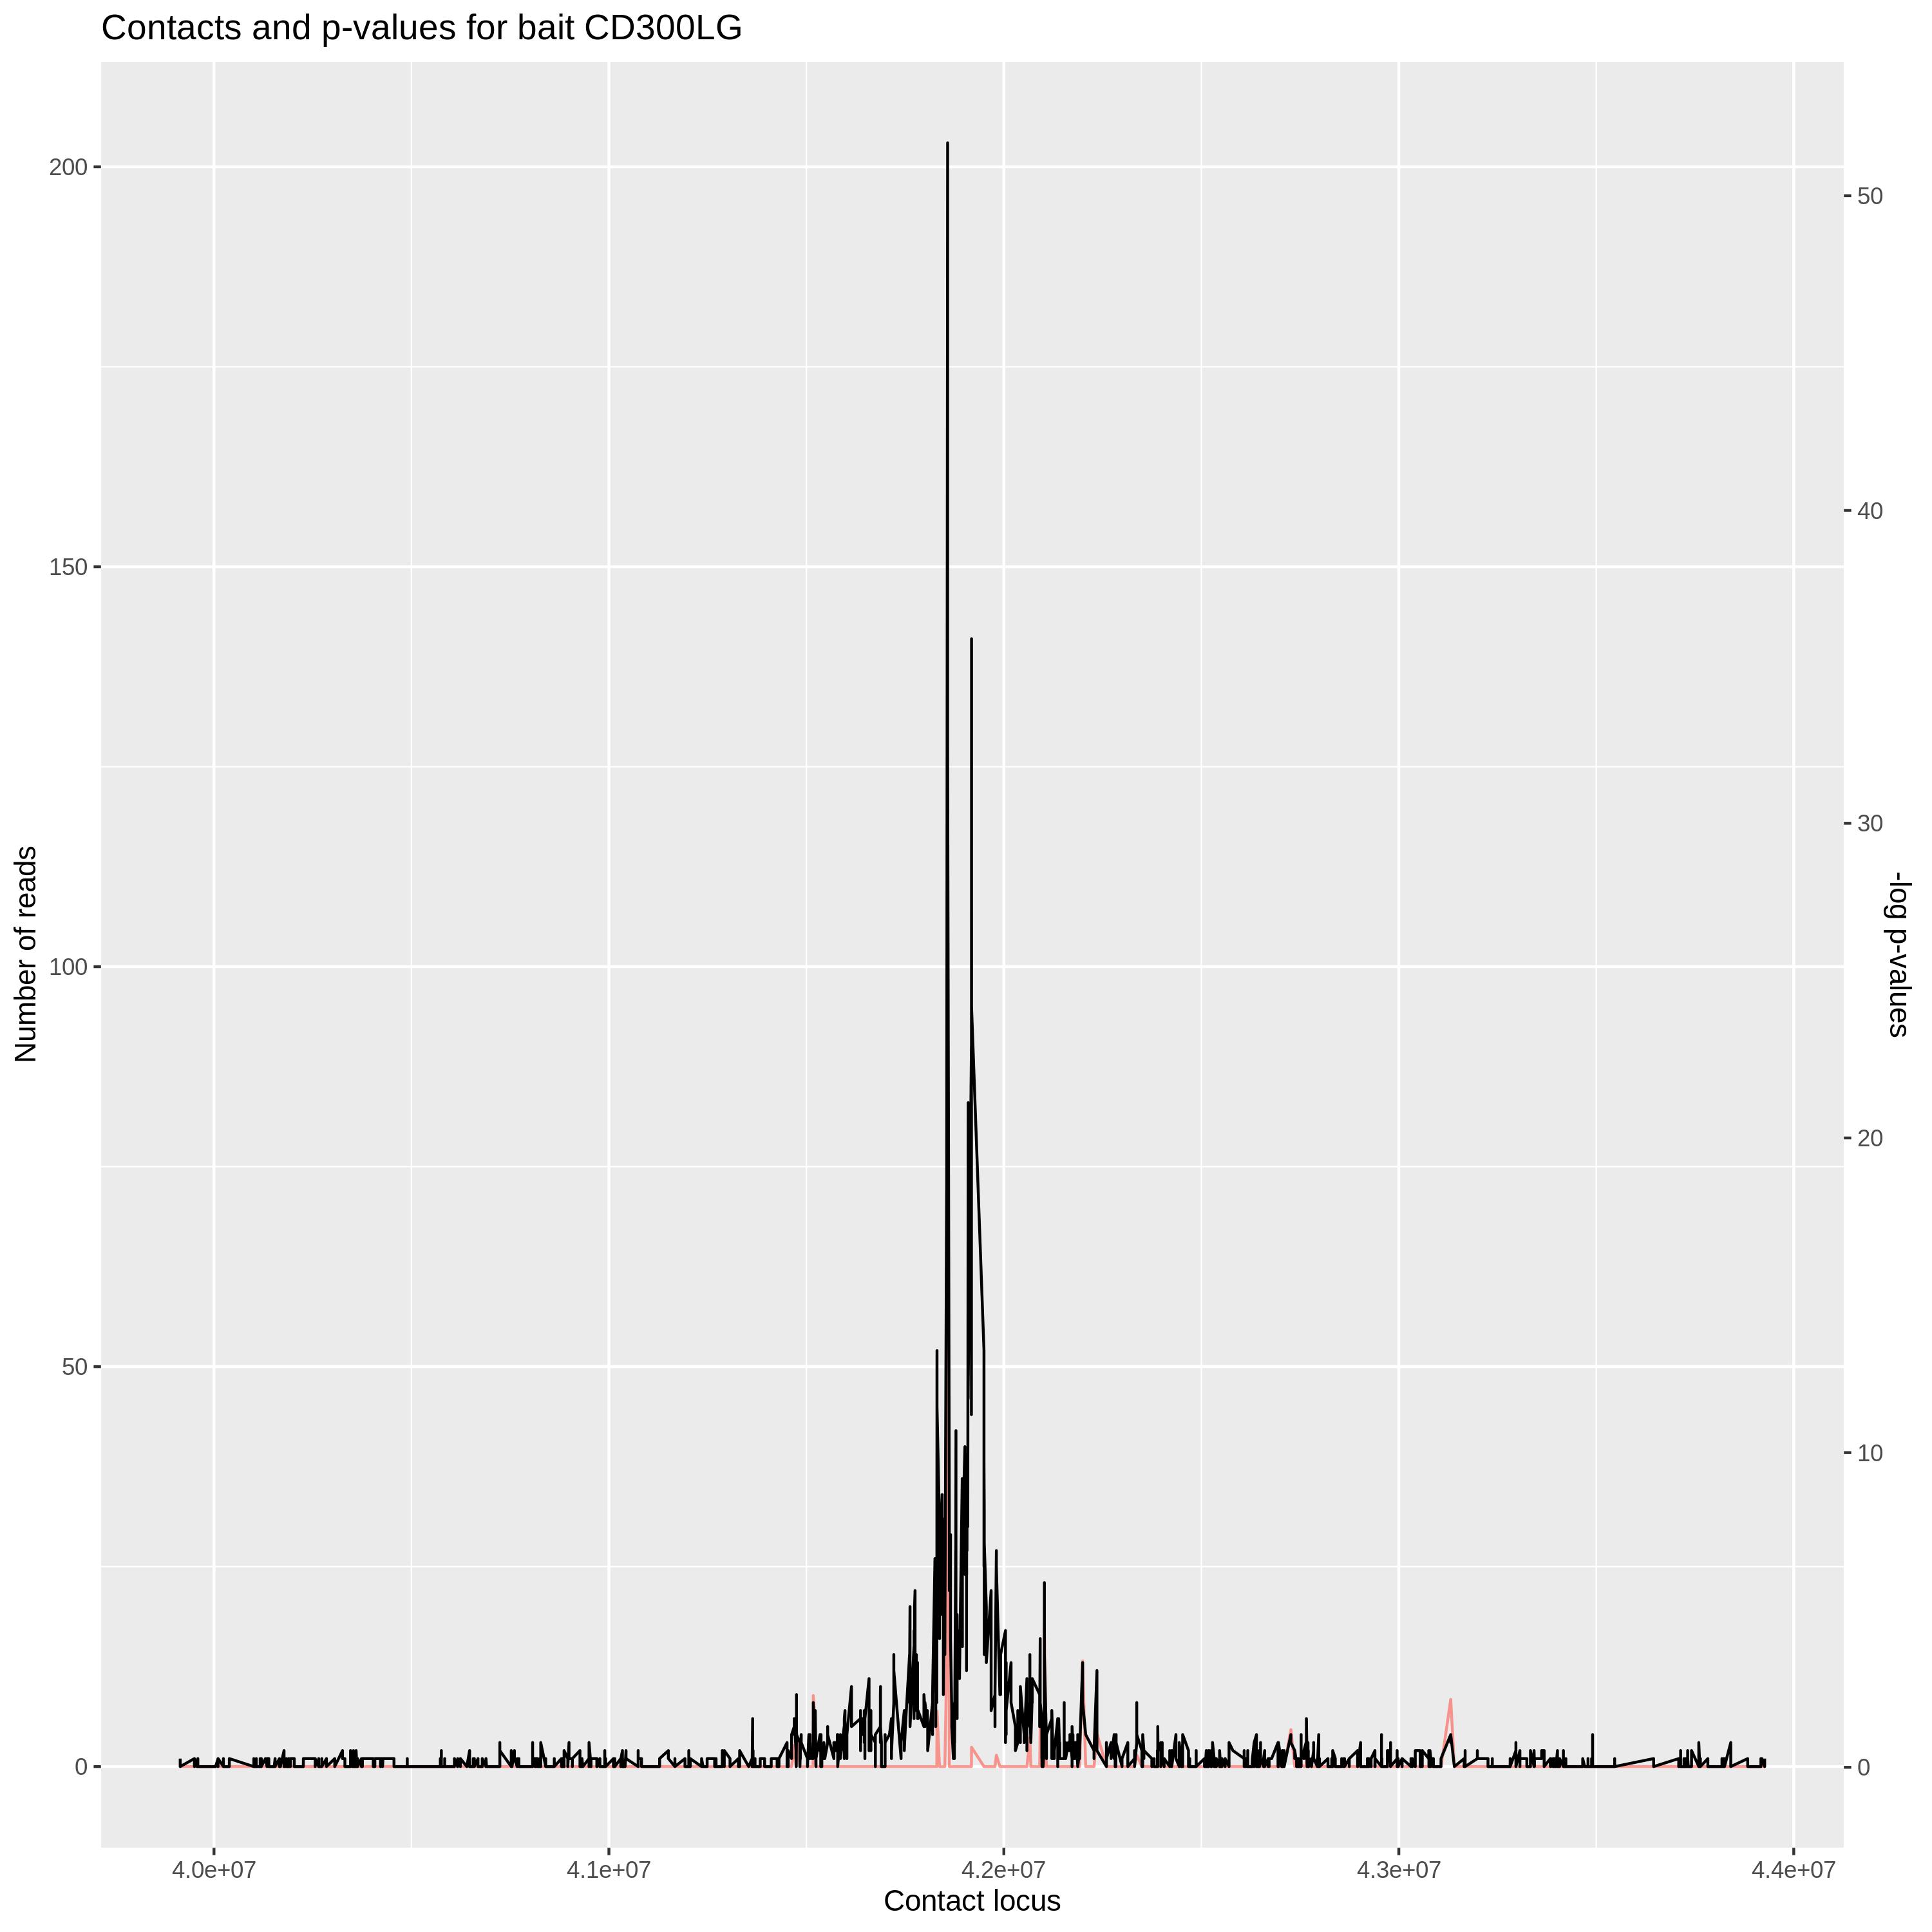 Contacts and p-values for bait CD300LG
200
150
100
50
0
Number of reads
50
40
30
20
10
0
-log p-values
4.0e+07
4.1e+07
4.2e+07
4.3e+07
4.4e+07
Contact locus